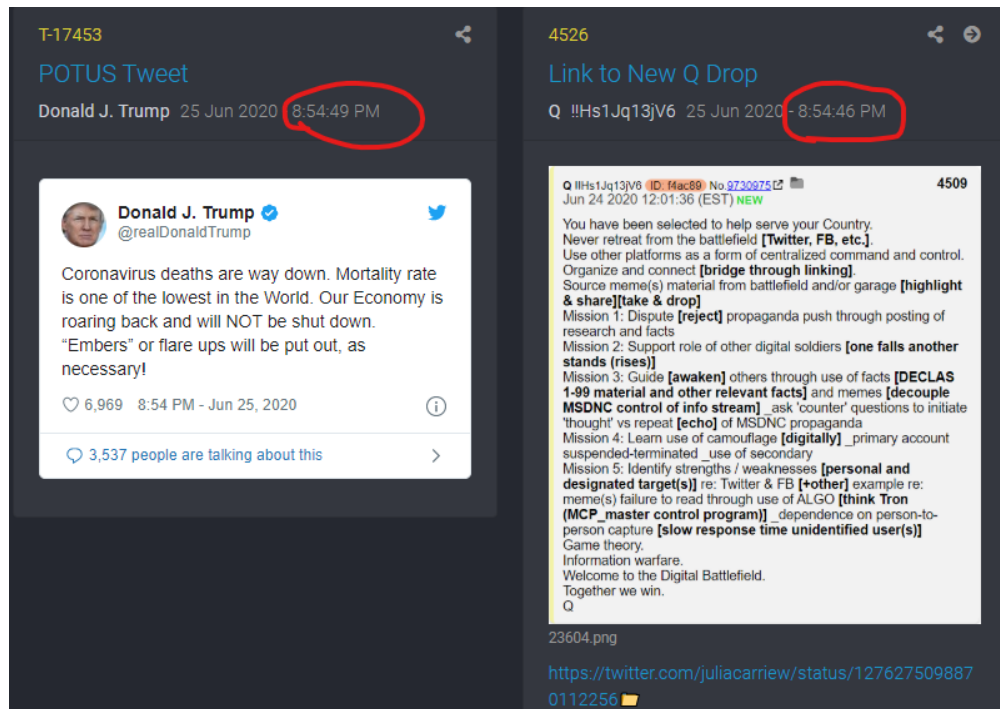 T-17453
POTUS Tweet
Donald J. Trump 25 Jun 2020 8:54:49 PM
Donald J. Trump
@realDonaldTrump
Coronavirus deaths are way down. Mortality rate
is one of the lowest in the World. Our Economy is
roaring back and will NOT be shut down.
“Embers” or flare ups will be put out, as
necessary!
6,969 8:54 PM - Jun 25, 2020
3,537 people are talking about this
4526
Link to New Q Drop
Q !!Hs1Jq13jV6 25 Jun 2020 - 8:54:46 PM
Q !!Hs1Jq13jV6 ID: f4ac89 No.9730975 4509
Jun 24 2020 12:01:36 (EST) NEW
You have been selected to help serve your Country.
Never retreat from the battlefield [Twitter, FB, etc.].
Use other platforms as a form of centralized command and control.
Organize and connect [bridge through linking].
Source meme(s) material from battlefield and/or garage [highlight
& share][take & drop]
Mission 1: Dispute [reject] propaganda push through posting of
research and facts
Mission 2: Support role of other digital soldiers [one falls another
stands (rises)]
Mission 3: Guide [awaken] others through use of facts [DECLAS
1-99 material and other relevant facts] and memes [decouple
MSDNC control of info stream] _ask 'counter' questions to initiate
'thought' vs repeat [echo] of MSDNC propaganda
Mission 4: Learn use of camouflage [digitally] _primary account
suspended-terminated _use of secondary
Mission 5: Identify strengths / weaknesses [personal and
designated target(s)] re: Twitter & FB [+other] example re:
meme(s) failure to read through use of ALGO [think Tron
(MCP_master control program)] _dependence on person-to-
person capture [slow response time unidentified user(s)]
Game theory.
Information warfare.
Welcome to the Digital Battlefield.
Together we win.
Q
23604.png
https://twitter.com/juliacarriew/status/127627509887
0112256